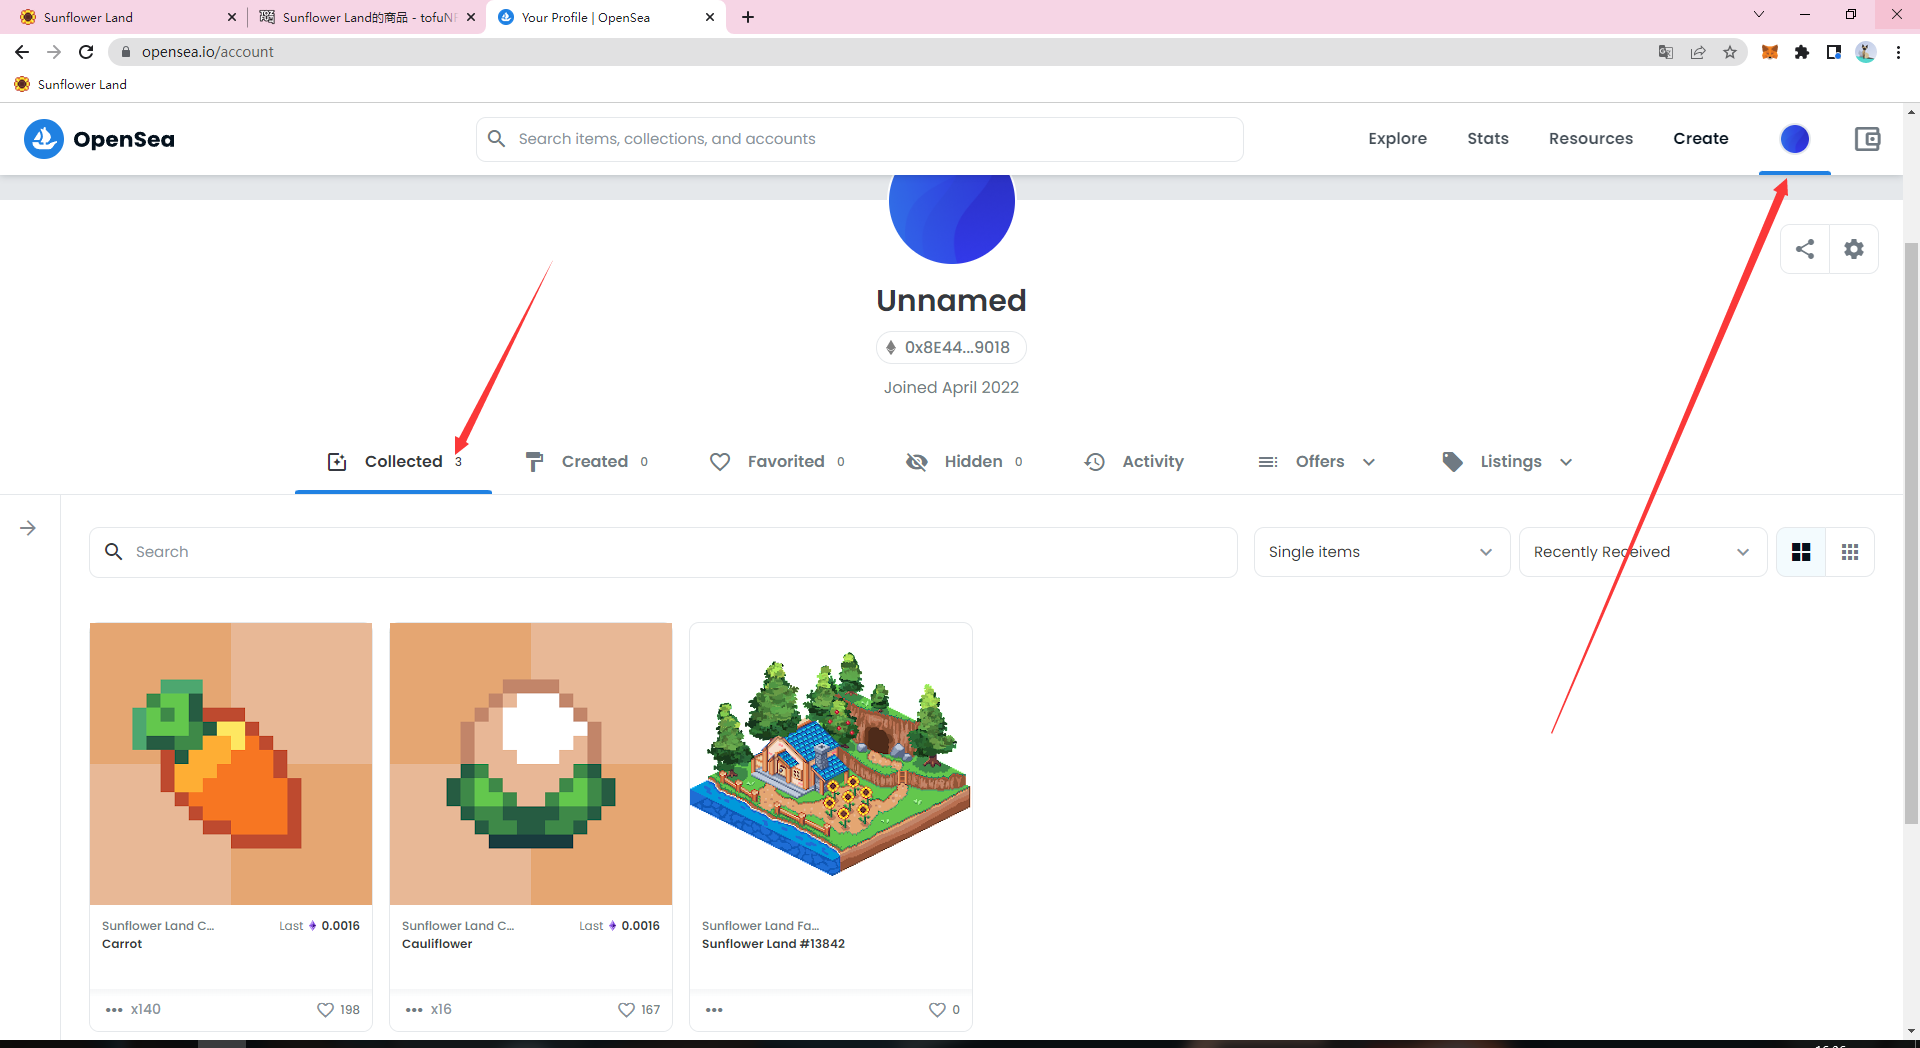 Sunflower Land
Sunflower Land的商品 - tofuNF
Your Profile | OpenSea
opensea.io/account
Sunflower Land
OpenSea
Search items, collections, and accounts
Explore
Stats
Resources
Create
Unnamed
0x8E44...9018
Joined April 2022
Collected 3
Created 0
Favorited 0
Hidden 0
Activity
Offers
Listings
Search
Single items
Recently Received
Sunflower Land C...
Last 0.0016
Carrot
x140
198
Sunflower Land C...
Last 0.0016
Cauliflower
x16
167
Sunflower Land Fa...
Sunflower Land #13842
0